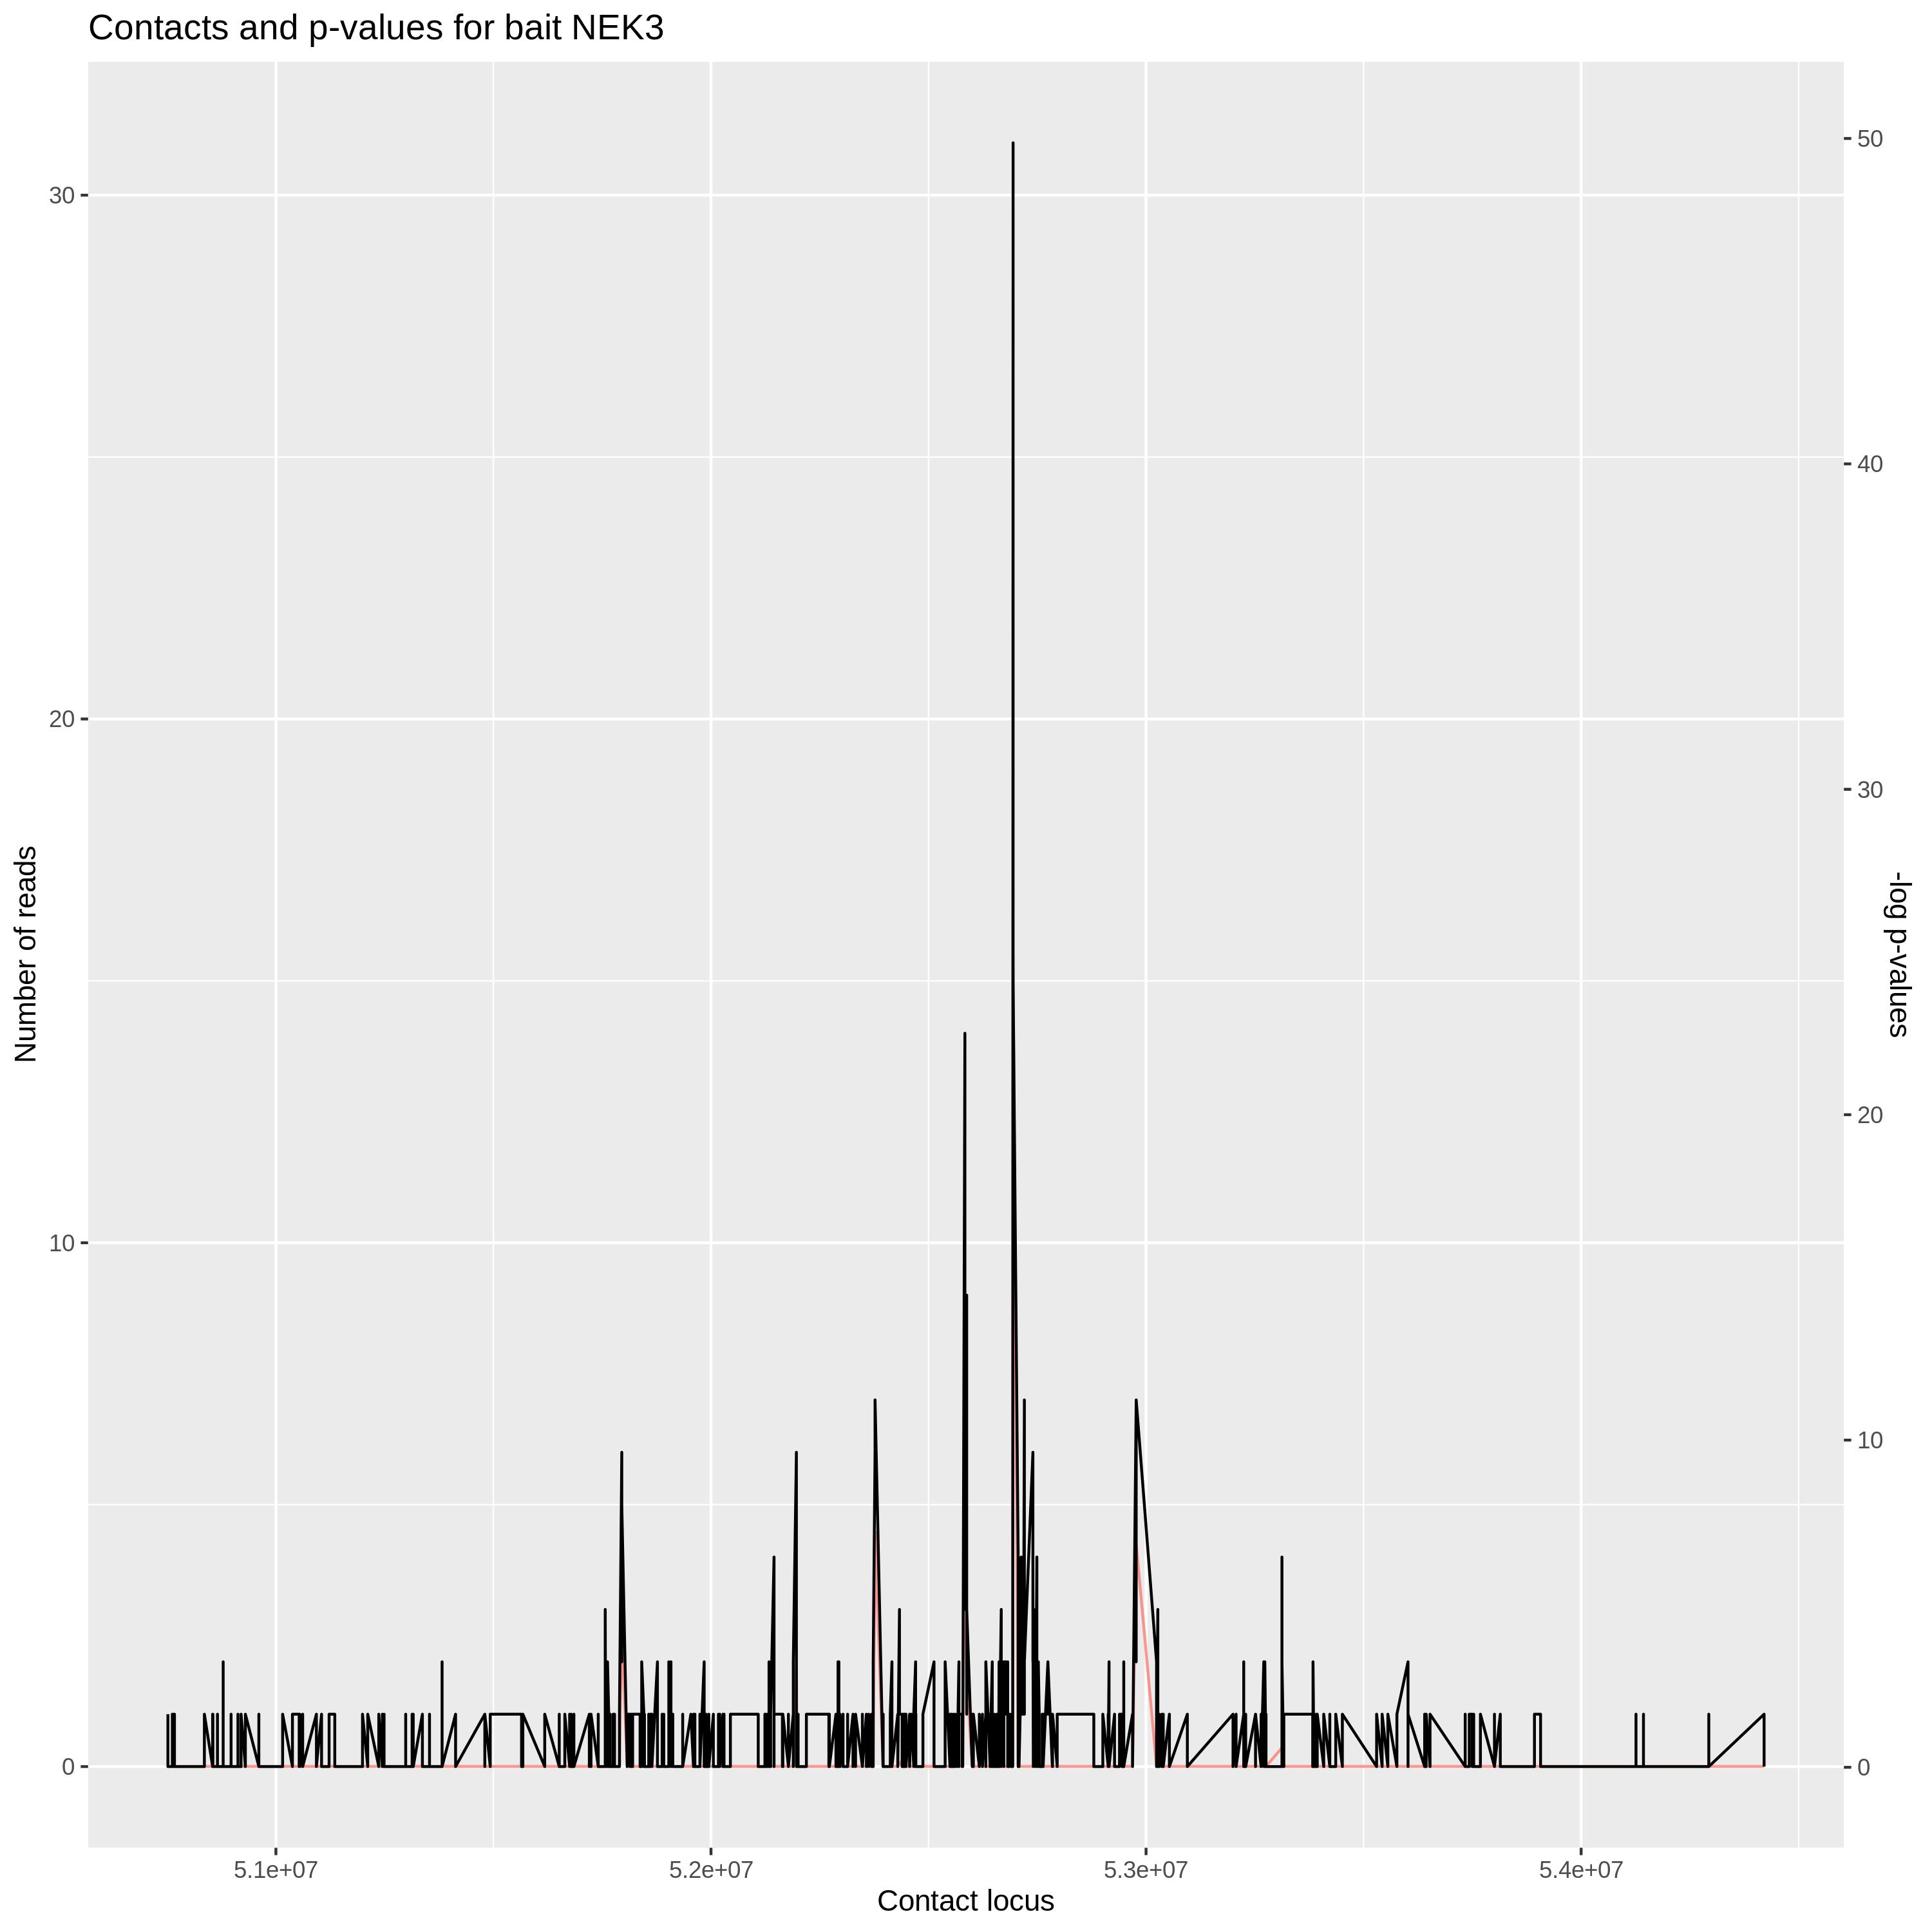 Contacts and p-values for bait NEK3
Number of reads
30
20
10
0
50
40
30
20
10
0
-log p-values
5.1e+07 5.2e+07 5.3e+07 5.4e+07
Contact locus